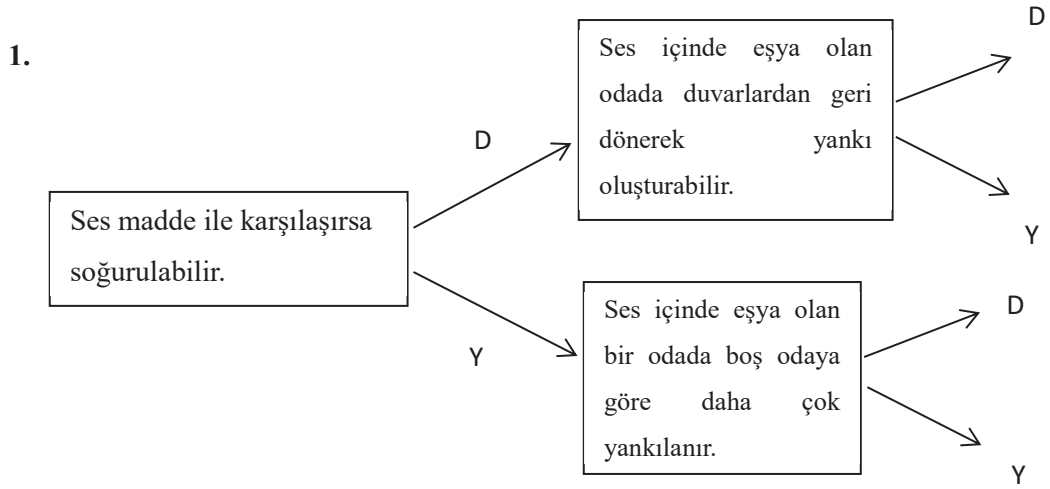 1.
Ses madde ile karşılaşırsa
soğurulabilir.
D
Y
Ses içinde eşya olan
odada duvarlardan geri
dönerek yankı
oluşturabilir.
D
Y
Ses içinde eşya olan
bir odada boş odaya
göre daha çok
yankılanır.
D
Y